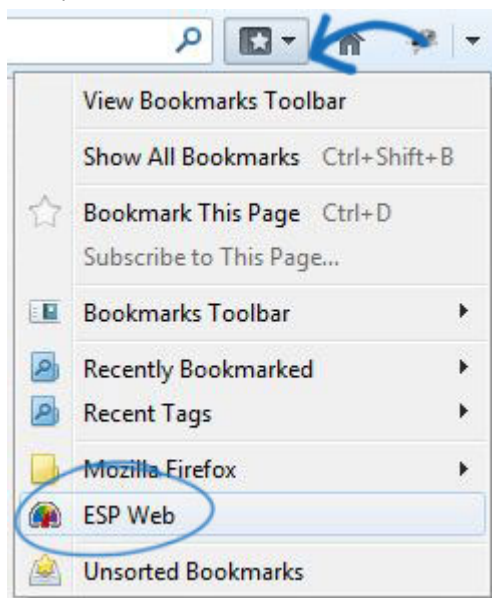 View Bookmarks Toolbar
Show All Bookmarks Ctrl+Shift+B
Bookmark This Page Ctrl+D
Subscribe to This Page...
Bookmarks Toolbar
Recently Bookmarked
Recent Tags
Mozilla Firefox
ESP Web
Unsorted Bookmarks